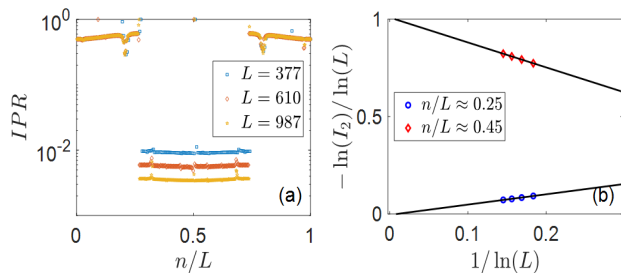 10^0
10^{-2}
IPR
L = 377
L = 610
L = 987
(a)
0 0.5 1
n/L
1
0.5
0
− ln(I_2)/ ln(L)
n/L ≈ 0.25
n/L ≈ 0.45
(b)
0 0.1 0.2
1/ ln(L)